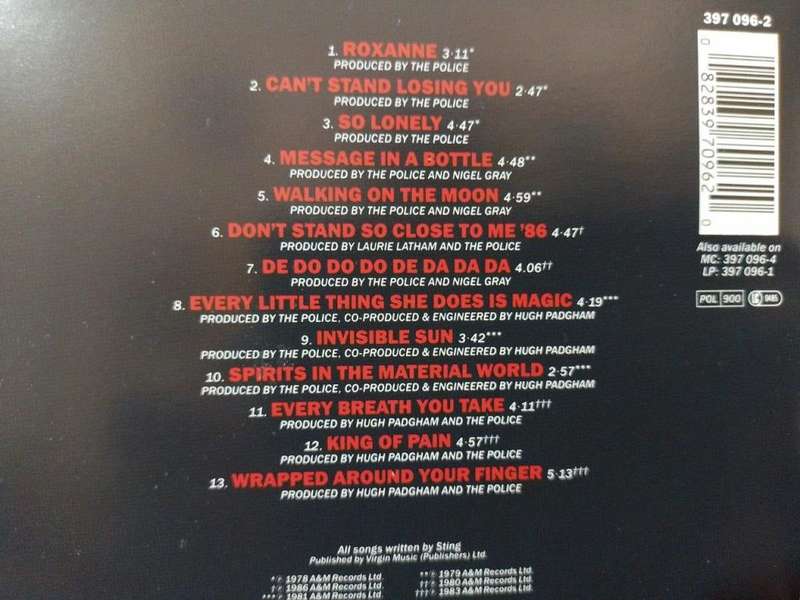 397 096-2
1. ROXANNE 3·11*
PRODUCED BY THE POLICE
2. CAN'T STAND LOSING YOU 2·47*
PRODUCED BY THE POLICE
3. SO LONELY 4·47*
PRODUCED BY THE POLICE
4. MESSAGE IN A BOTTLE 4·48**
PRODUCED BY THE POLICE AND NIGEL GRAY
5. WALKING ON THE MOON 4·59**
PRODUCED BY THE POLICE AND NIGEL GRAY
6. DON'T STAND SO CLOSE TO ME '86 4·47†
PRODUCED BY LAURIE LATHAM AND THE POLICE
7. DE DO DO DO DE DA DA DA 4.06††
PRODUCED BY THE POLICE AND NIGEL GRAY
8. EVERY LITTLE THING SHE DOES IS MAGIC 4·19***
PRODUCED BY THE POLICE, CO-PRODUCED & ENGINEERED BY HUGH PADGHAM
9. INVISIBLE SUN 3·42***
PRODUCED BY THE POLICE, CO-PRODUCED & ENGINEERED BY HUGH PADGHAM
10. SPIRITS IN THE MATERIAL WORLD 2·57***
PRODUCED BY THE POLICE, CO-PRODUCED & ENGINEERED BY HUGH PADGHAM
11. EVERY BREATH YOU TAKE 4·11†††
PRODUCED BY HUGH PADGHAM AND THE POLICE
12. KING OF PAIN 4·57†††
PRODUCED BY HUGH PADGHAM AND THE POLICE
13. WRAPPED AROUND YOUR FINGER 5·13†††
PRODUCED BY HUGH PADGHAM AND THE POLICE
0 82839 70962 0
Also available on
MC: 397 096-4
LP: 397 096-1
POL 900
All songs written by Sting
Published by Virgin Music (Publishers) Ltd.
* ℗ 1978 A&M Records Ltd.
† ℗ 1986 A&M Records Ltd.
*** ℗ 1981 A&M Records Ltd.
** ℗ 1979 A&M Records Ltd.
†† ℗ 1980 A&M Records Ltd.
††† ℗ 1983 A&M Records Ltd.